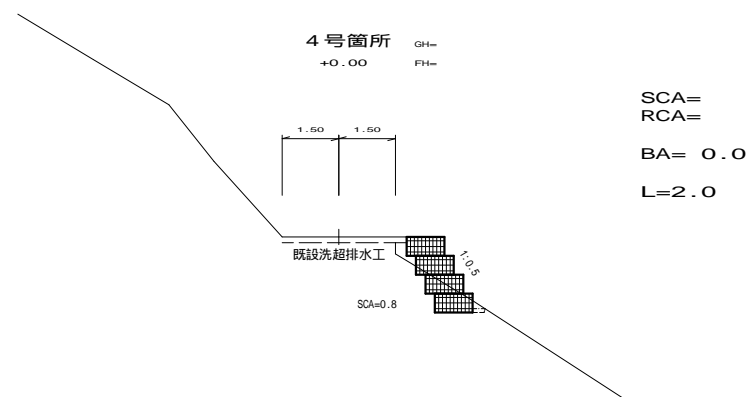 ４号箇所 GH=
+0.00 FH=
SCA=
RCA=
BA= 0.0
L=2.0
1.50 1.50
既設洗超排水工
1:0.5
SCA=0.8